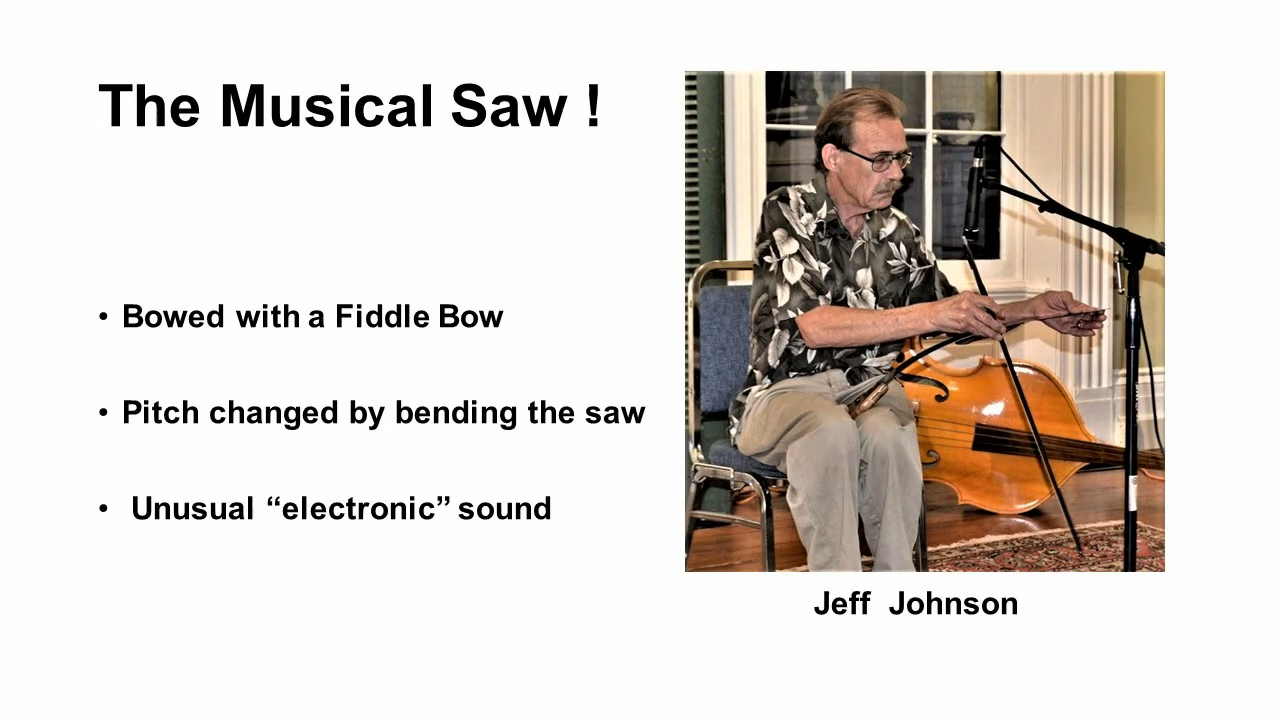 The Musical Saw !
• Bowed with a Fiddle Bow
• Pitch changed by bending the saw
• Unusual “electronic” sound
Jeff Johnson